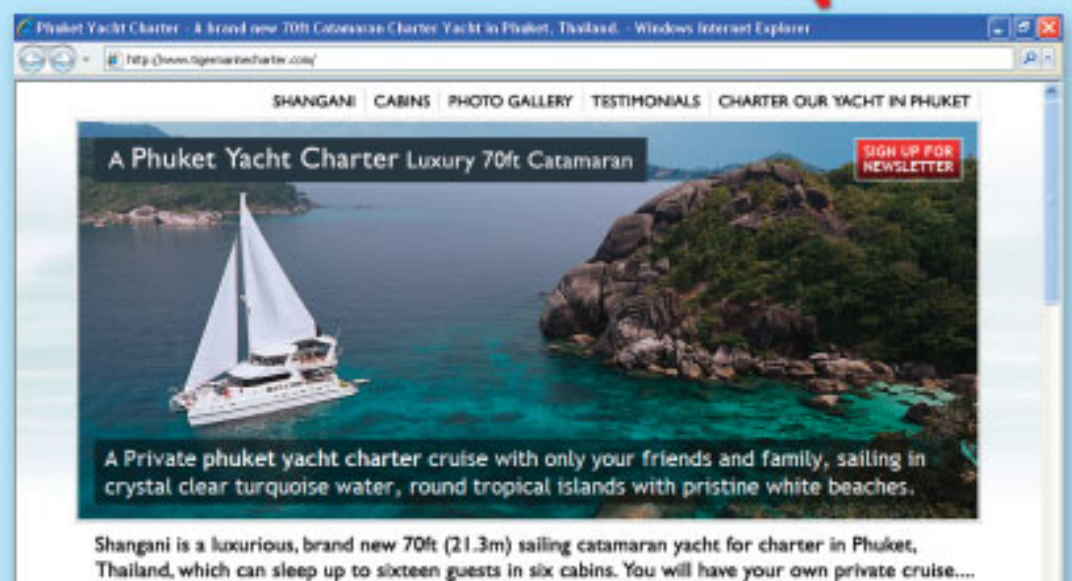 Phuket Yacht Charter - A brand new 70ft Catamaran Charter Yacht in Phuket, Thailand. - Windows Internet Explorer
http://www.tigermarinecharter.com/
SHANGANI CABINS PHOTO GALLERY TESTIMONIALS CHARTER OUR YACHT IN PHUKET
A Phuket Yacht Charter Luxury 70ft Catamaran
SIGN UP FOR
NEWSLETTER
A Private phuket yacht charter cruise with only your friends and family, sailing in
crystal clear turquoise water, round tropical islands with pristine white beaches.
Shangani is a luxurious, brand new 70ft (21.3m) sailing catamaran yacht for charter in Phuket,
Thailand, which can sleep up to sixteen guests in six cabins. You will have your own private cruise....